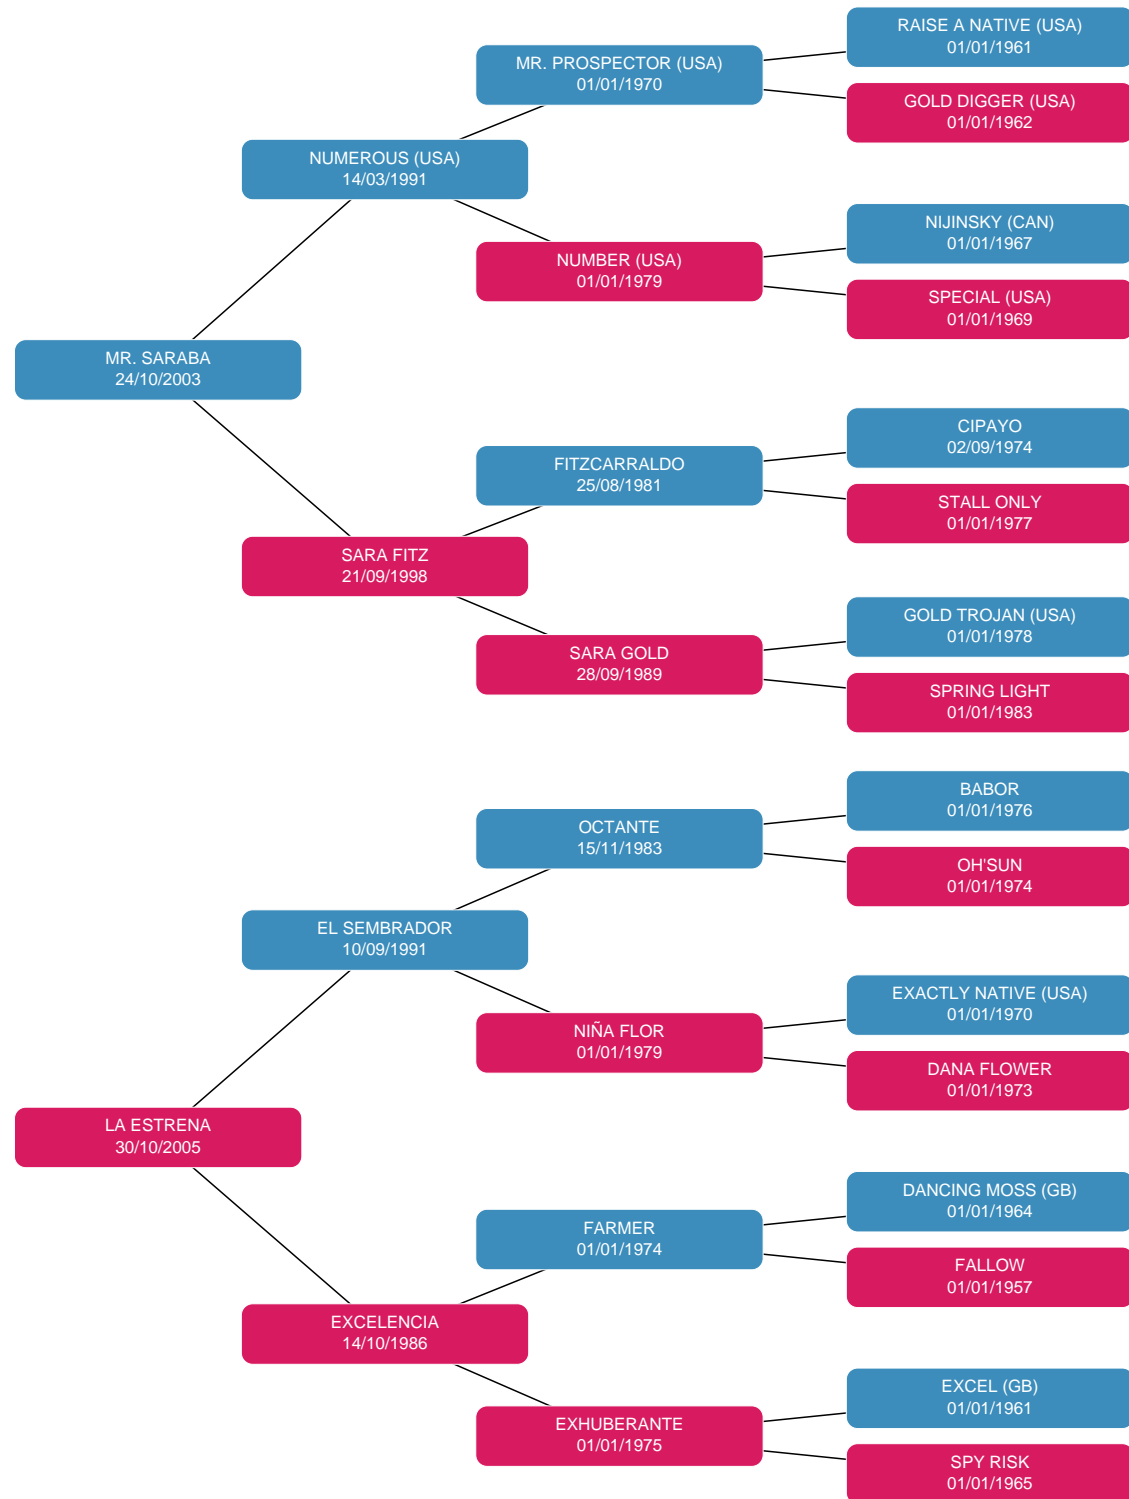 RAISE A NATIVE (USA)
01/01/1961
MR. PROSPECTOR (USA)
01/01/1970
GOLD DIGGER (USA)
01/01/1962
NUMEROUS (USA)
14/03/1991
NIJINSKY (CAN)
01/01/1967
NUMBER (USA)
01/01/1979
SPECIAL (USA)
01/01/1969
MR. SARABA
24/10/2003
CIPAYO
02/09/1974
FITZCARRALDO
25/08/1981
STALL ONLY
01/01/1977
SARA FITZ
21/09/1998
GOLD TROJAN (USA)
01/01/1978
SARA GOLD
28/09/1989
SPRING LIGHT
01/01/1983
BABOR
01/01/1976
OCTANTE
15/11/1983
OH'SUN
01/01/1974
EL SEMBRADOR
10/09/1991
EXACTLY NATIVE (USA)
01/01/1970
NIÑA FLOR
01/01/1979
DANA FLOWER
01/01/1973
LA ESTRENA
30/10/2005
DANCING MOSS (GB)
01/01/1964
FARMER
01/01/1974
FALLOW
01/01/1957
EXCELENCIA
14/10/1986
EXCEL (GB)
01/01/1961
EXHUBERANTE
01/01/1975
SPY RISK
01/01/1965